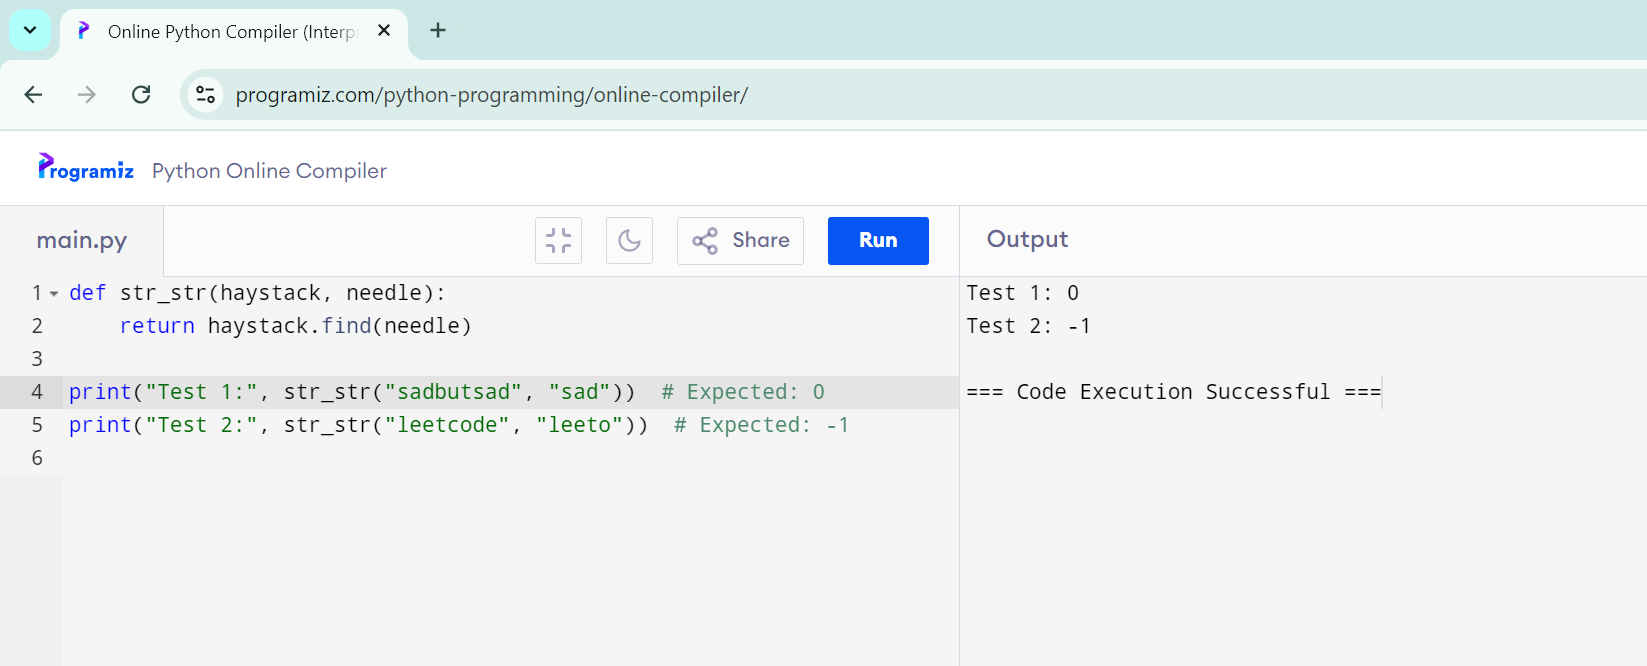 Online Python Compiler (Interp
programiz.com/python-programming/online-compiler/
Programiz Python Online Compiler
main.py
Share
Run
Output
1 def str_str(haystack, needle):
2     return haystack.find(needle)
3
4 print("Test 1:", str_str("sadbutsad", "sad"))  # Expected: 0
5 print("Test 2:", str_str("leetcode", "leeto"))  # Expected: -1
6
Test 1: 0
Test 2: -1
=== Code Execution Successful ===